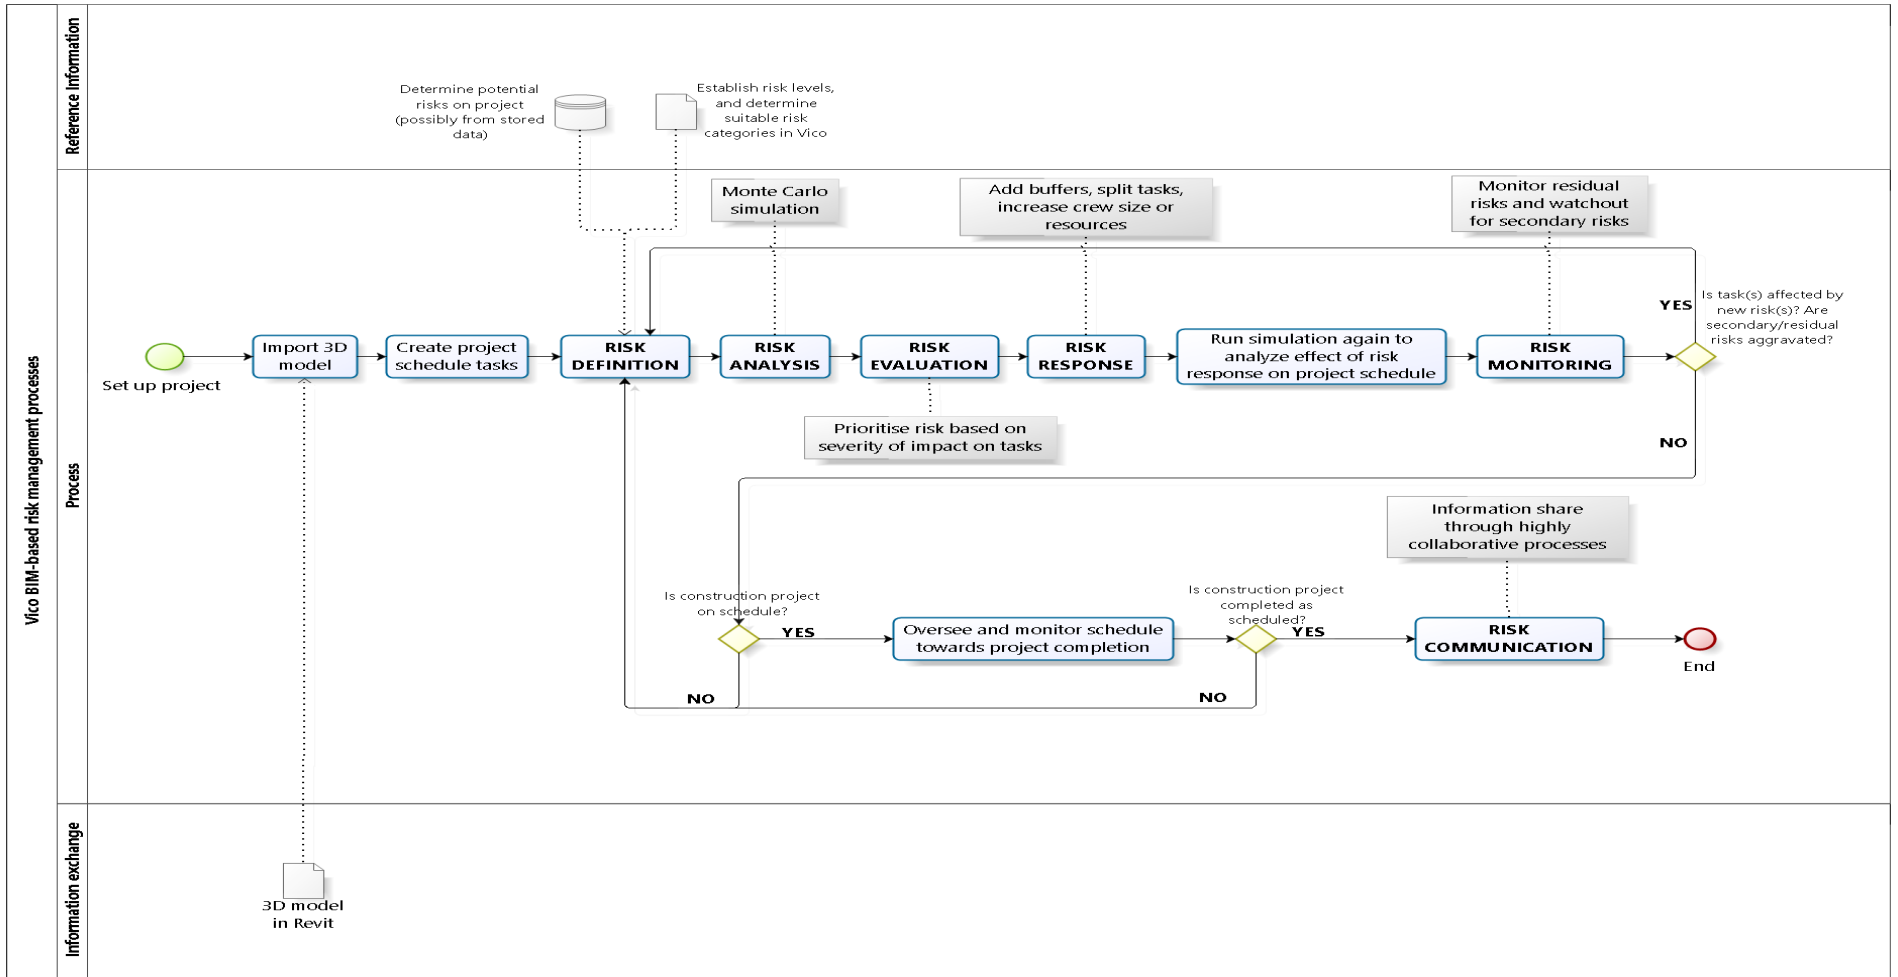 Vico BIM-based risk management processes
Reference Information
Determine potential
risks on project
(possibly from stored
data)
Establish risk levels,
and determine
suitable risk
categories in Vico
Process
Monte Carlo
simulation
Add buffers, split tasks,
increase crew size or
resources
Monitor residual
risks and watchout
for secondary risks
Set up project
Import 3D
model
Create project
schedule tasks
RISK
DEFINITION
RISK
ANALYSIS
RISK
EVALUATION
RISK
RESPONSE
Run simulation again to
analyze effect of risk
response on project schedule
RISK
MONITORING
YES
Is task(s) affected by
new risk(s)? Are
secondary/residual
risks aggravated?
NO
Prioritise risk based on
severity of impact on tasks
Information share
through highly
collaborative processes
Is construction project
on schedule?
YES
NO
Oversee and monitor schedule
towards project completion
Is construction project
completed as
scheduled?
YES
NO
RISK
COMMUNICATION
End
Information exchange
3D model
in Revit